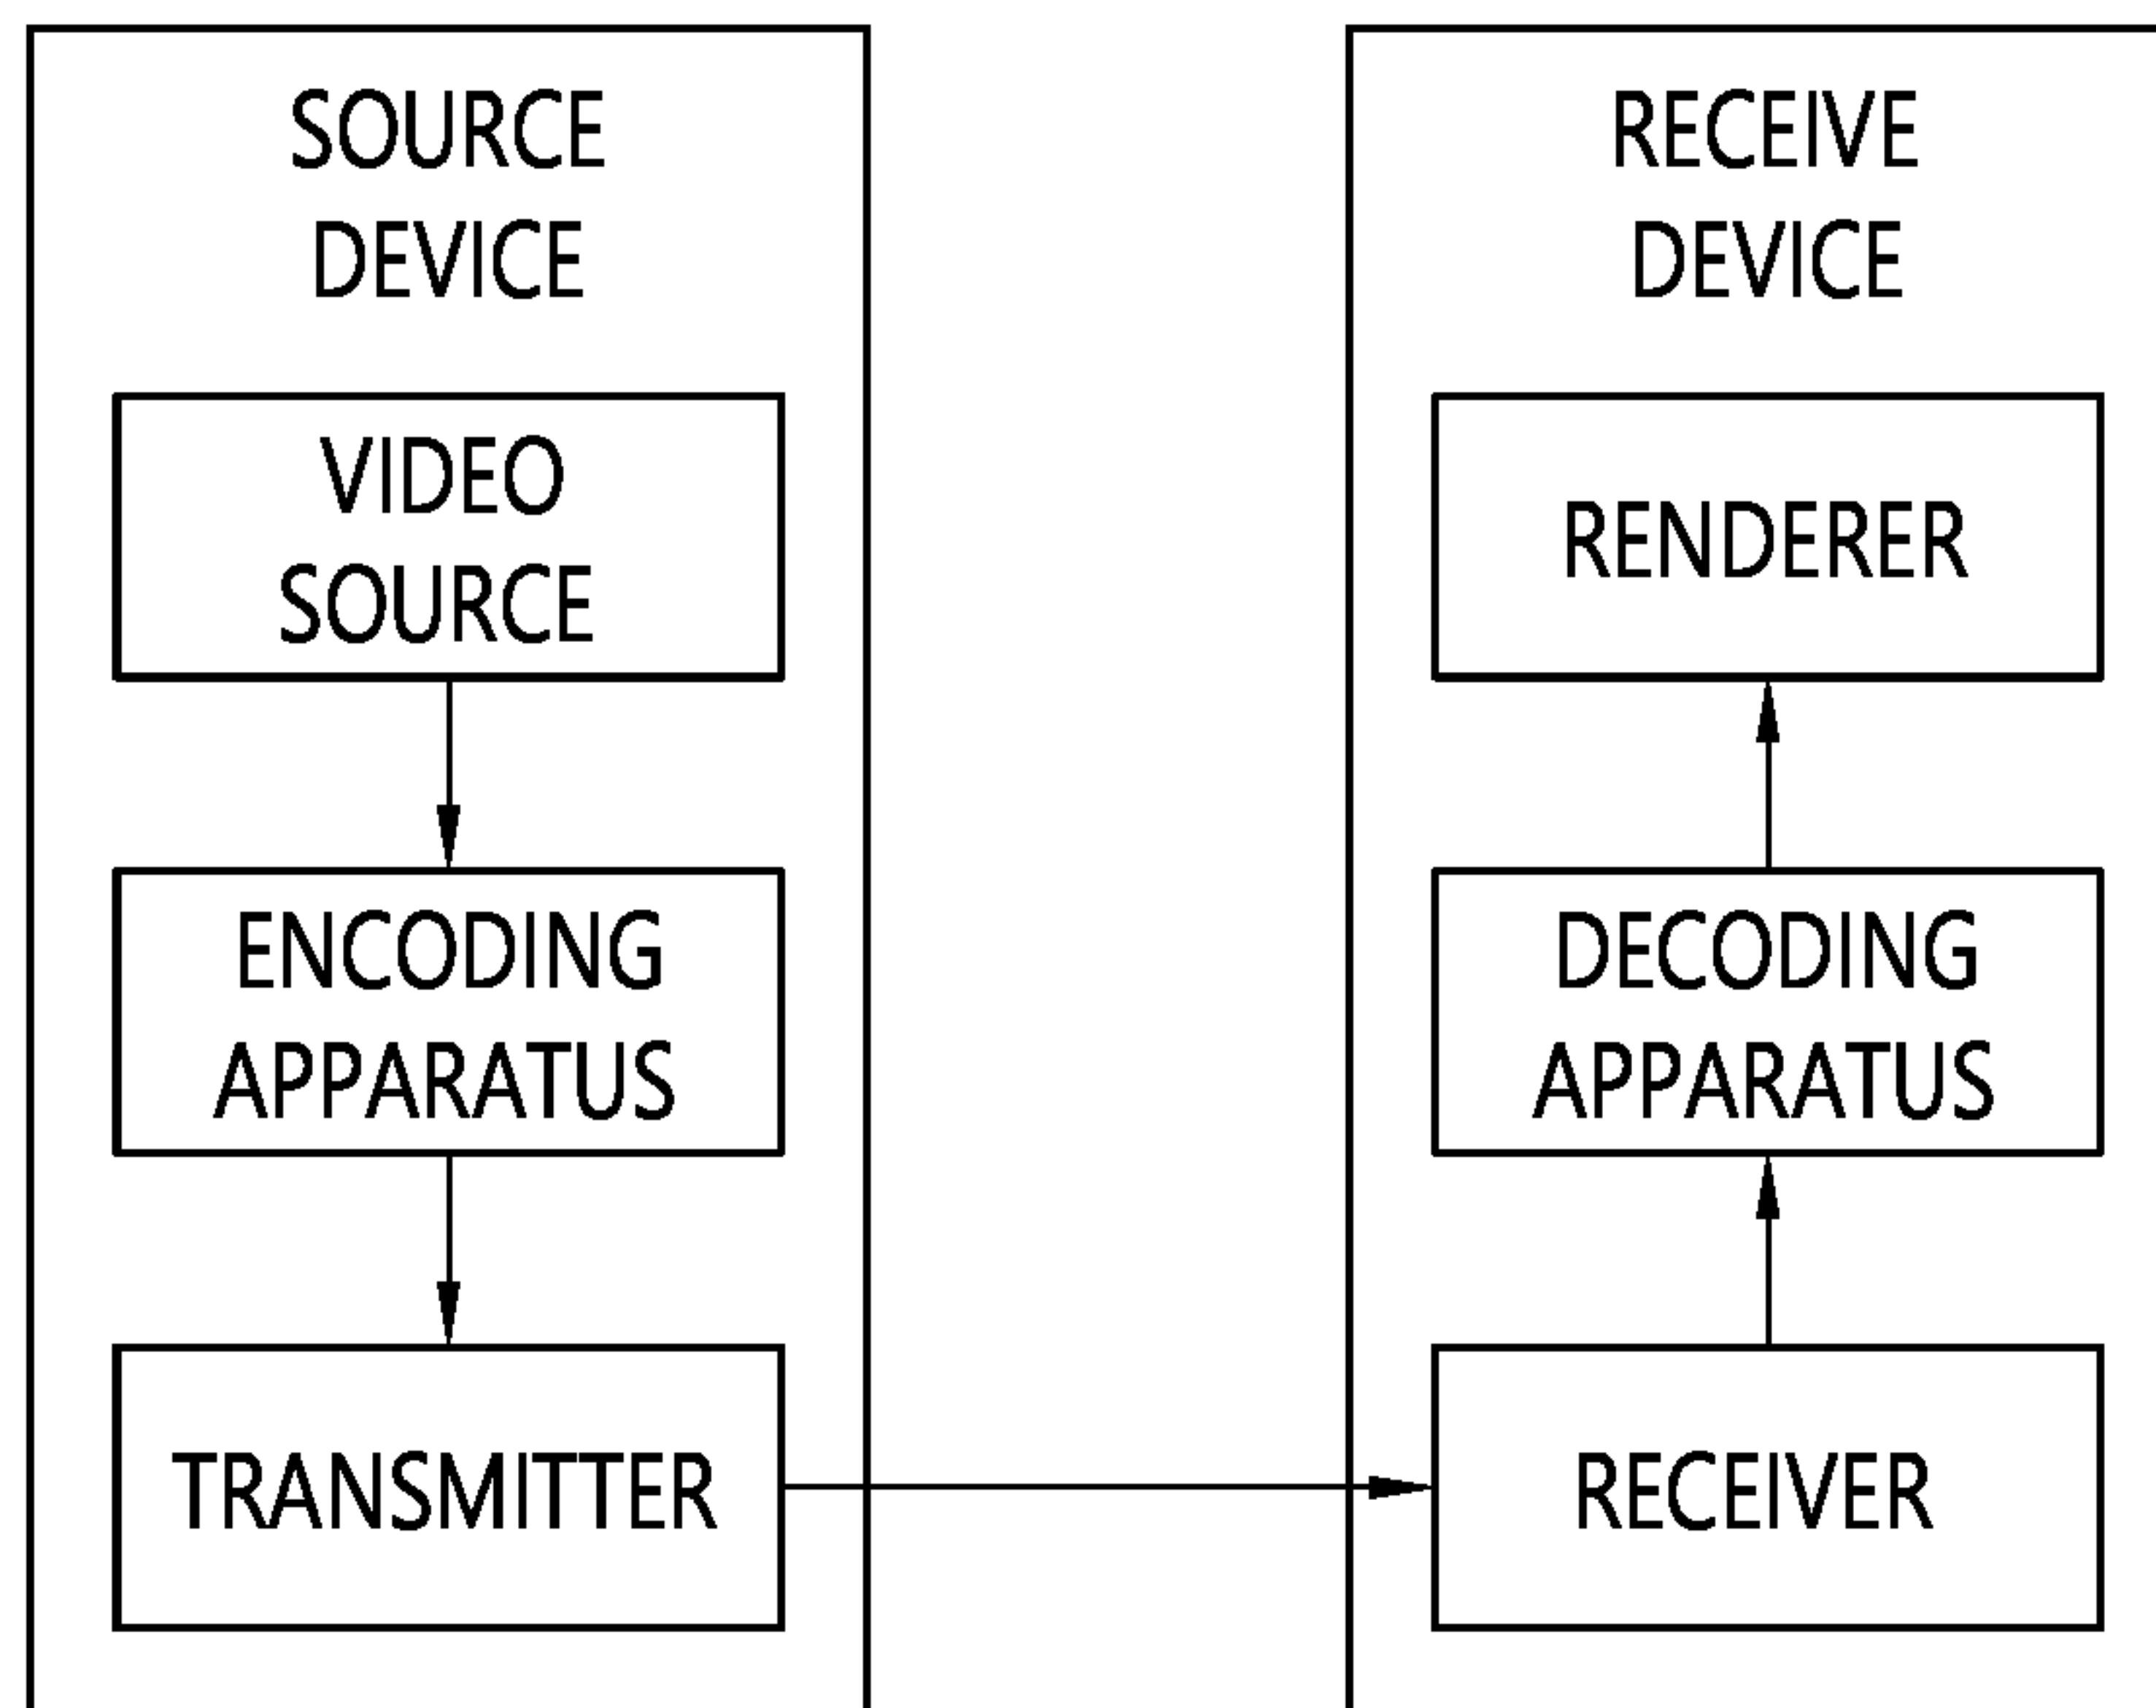 SOURCE
DEVICE
VIDEO
SOURCE
ENCODING
APPARATUS
TRANSMITTER
RECEIVE
DEVICE
RENDERER
DECODING
APPARATUS
RECEIVER